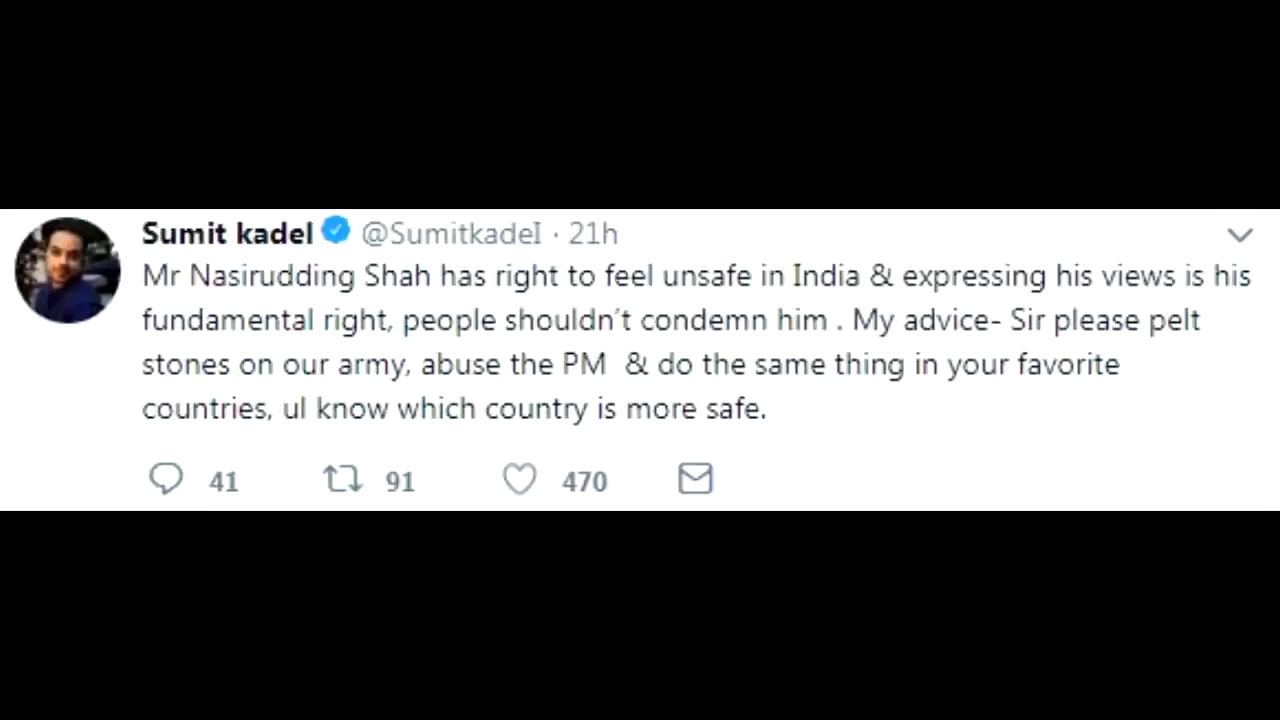 Sumit kadel @SumitkadeI · 21h
Mr Nasirudding Shah has right to feel unsafe in India & expressing his views is his
fundamental right, people shouldn't condemn him . My advice- Sir please pelt
stones on our army, abuse the PM  & do the same thing in your favorite
countries, ul know which country is more safe.
41 91 470